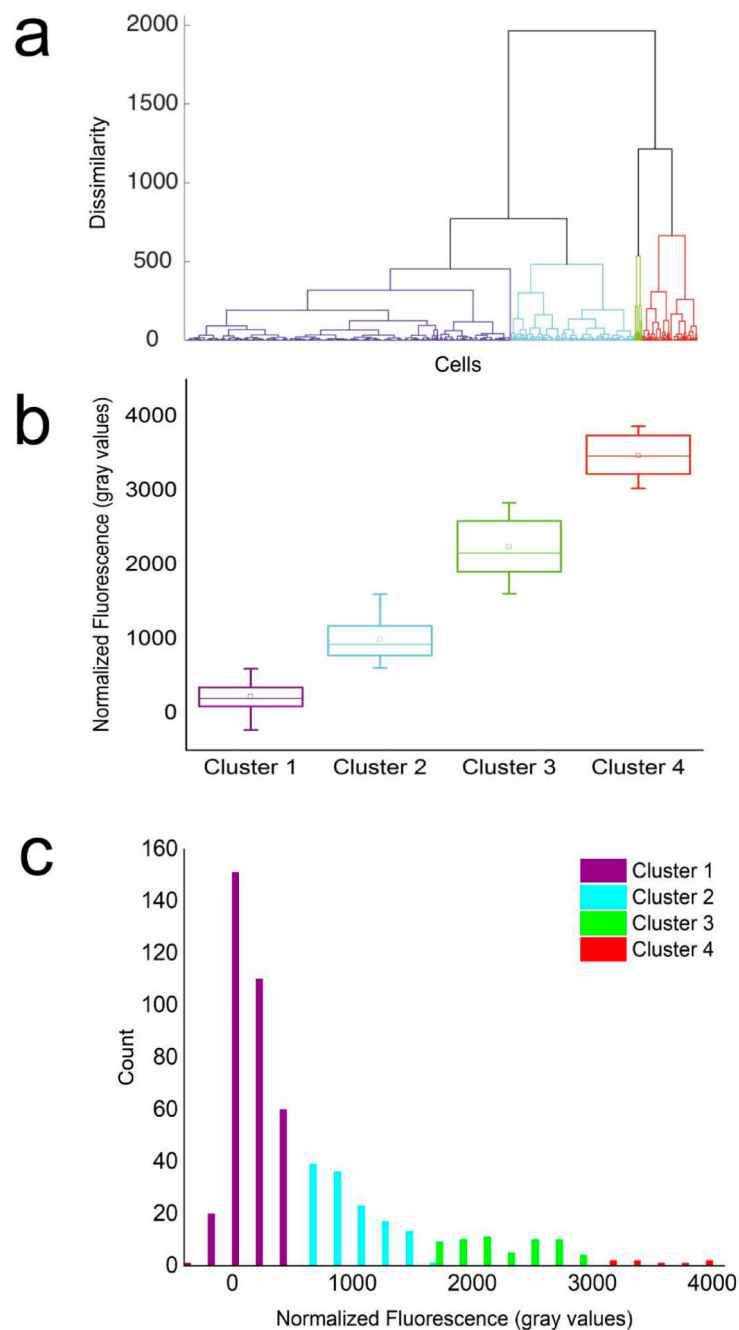 a
Dissimilarity
2000
1500
1000
500
0
Cells
b
Normalized Fluorescence (gray values)
4000
3000
2000
1000
0
Cluster 1 Cluster 2 Cluster 3 Cluster 4
c
Count
160
140
120
100
80
60
40
20
0
Cluster 1
Cluster 2
Cluster 3
Cluster 4
0 1000 2000 3000 4000
Normalized Fluorescence (gray values)